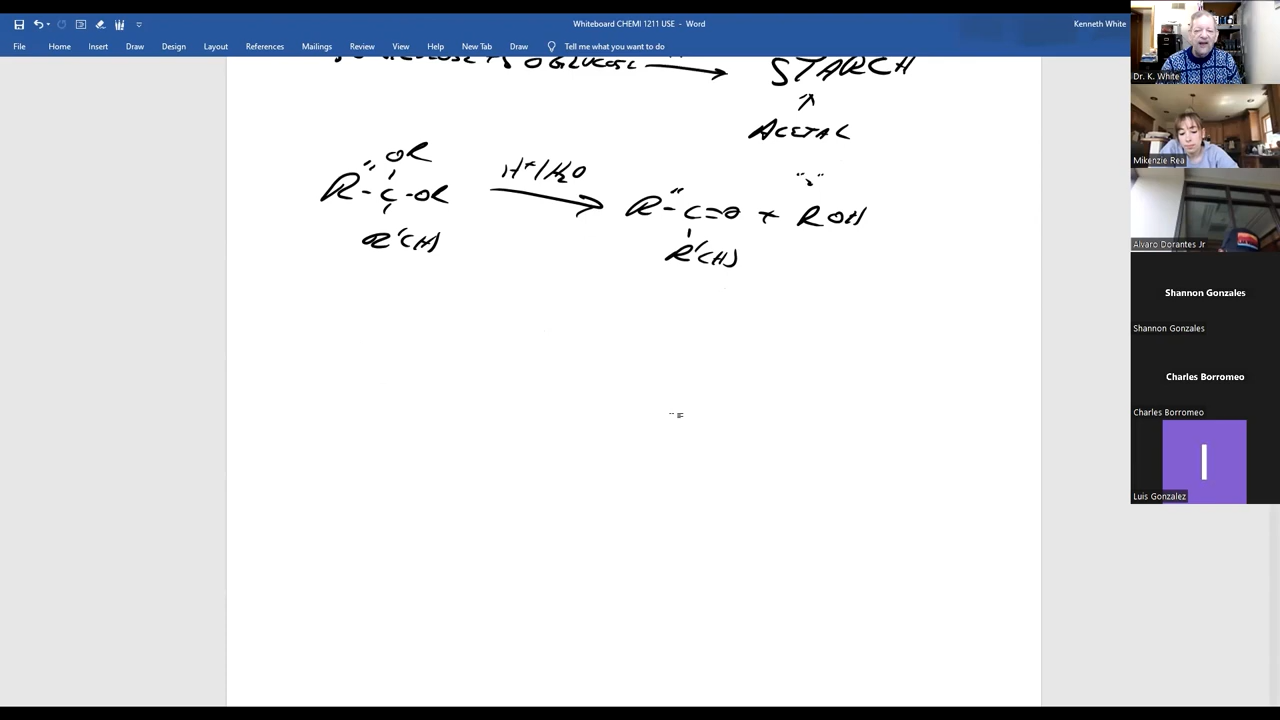 Whiteboard CHEMI 1211 USE - Word
Kenneth White
File Home Insert Draw Design Layout References Mailings Review View Help New Tab Draw Tell me what you want to do
STARCH
ACETAL
OR
R''-C-OR
R'(H)
H+/H2O
R''-C=O + ROH
R'(H)
Dr. K. White
Mikenzie Rea
Alvaro Dorantes Jr
Shannon Gonzales
Shannon Gonzales
Charles Borromeo
Charles Borromeo
I
Luis Gonzalez